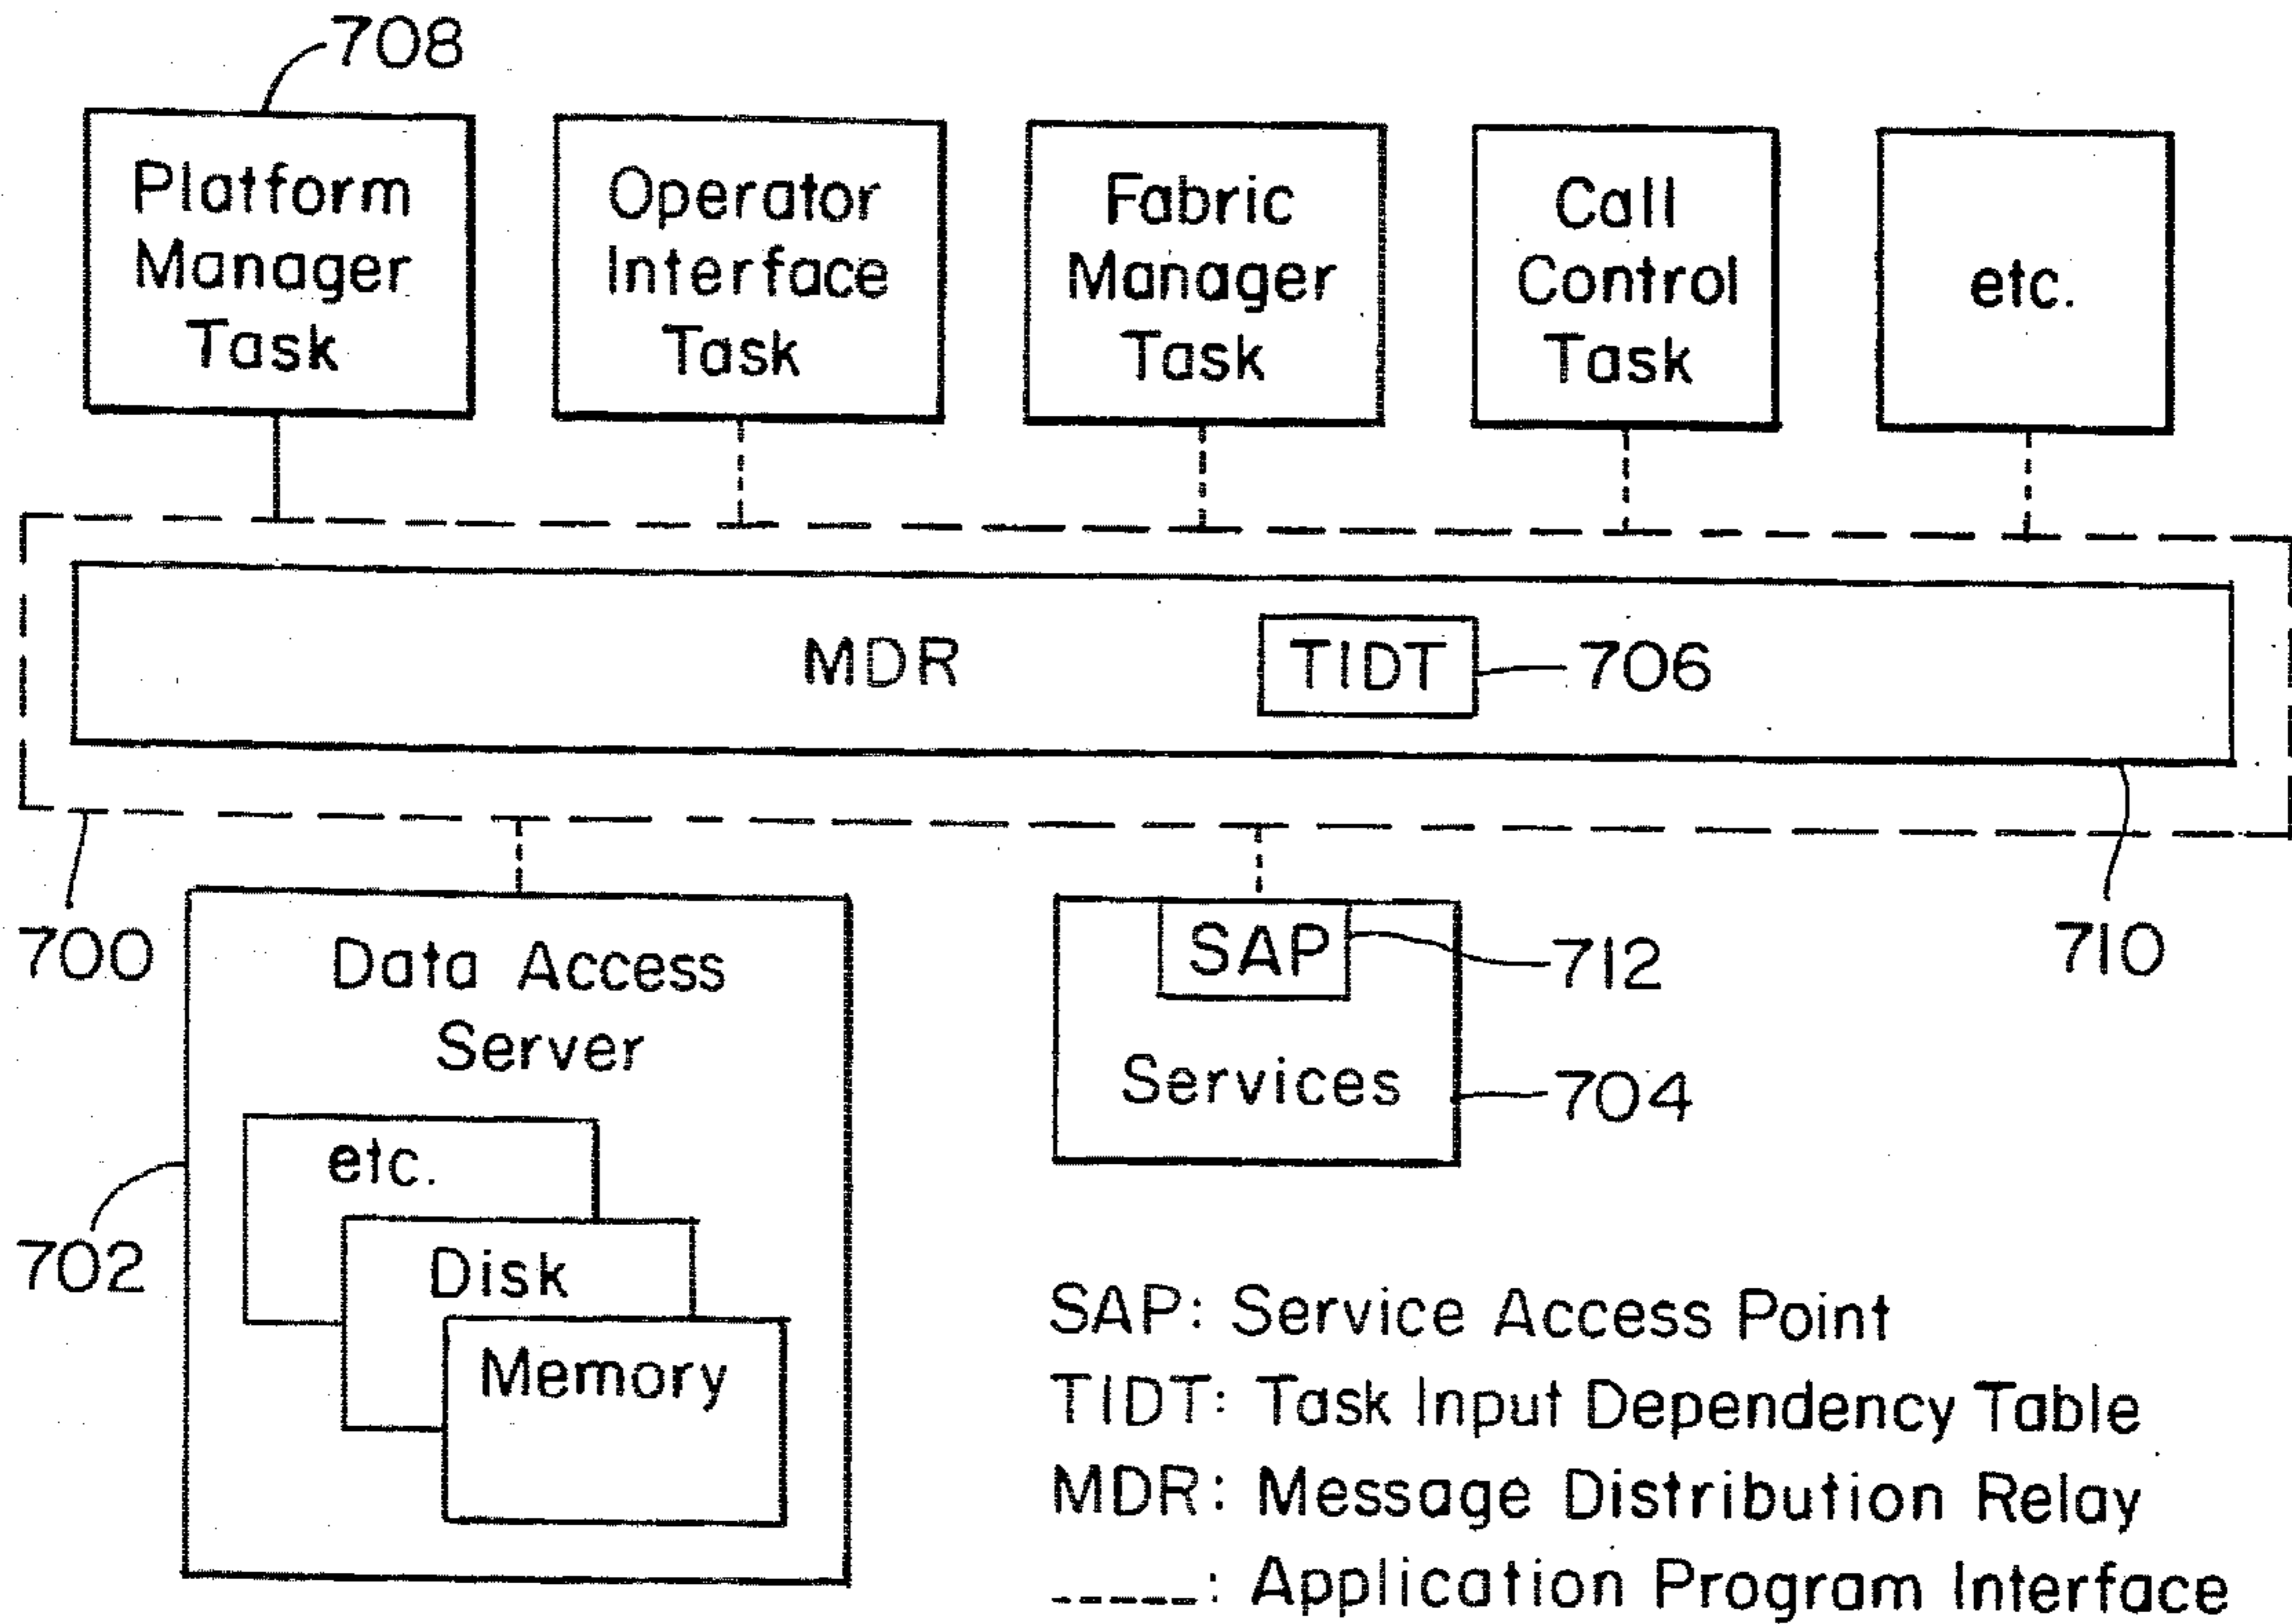 708
Platform
Manager
Task
Operator
Interface
Task
Fabric
Manager
Task
Call
Control
Task
etc.
MDR
TIDT
706
700
710
Data Access
Server
etc.
Disk
Memory
702
SAP
712
Services
704
SAP: Service Access Point
TIDT: Task Input Dependency Table
MDR: Message Distribution Relay
-----: Application Program Interface